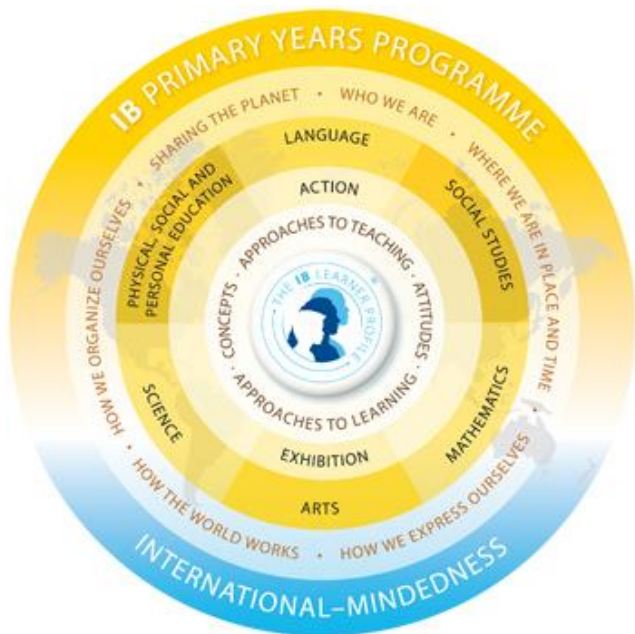 IB PRIMARY YEARS PROGRAMME
SHARING THE PLANET • WHO WE ARE • WHERE WE ARE IN PLACE AND TIME • HOW WE EXPRESS OURSELVES • HOW THE WORLD WORKS • HOW WE ORGANIZE OURSELVES •
LANGUAGE
SOCIAL STUDIES
MATHEMATICS
ARTS
SCIENCE
PHYSICAL, SOCIAL AND
PERSONAL EDUCATION
ACTION
EXHIBITION
APPROACHES TO TEACHING · ATTITUDES · APPROACHES TO LEARNING · CONCEPTS ·
THE IB LEARNER PROFILE
®
INTERNATIONAL–MINDEDNESS